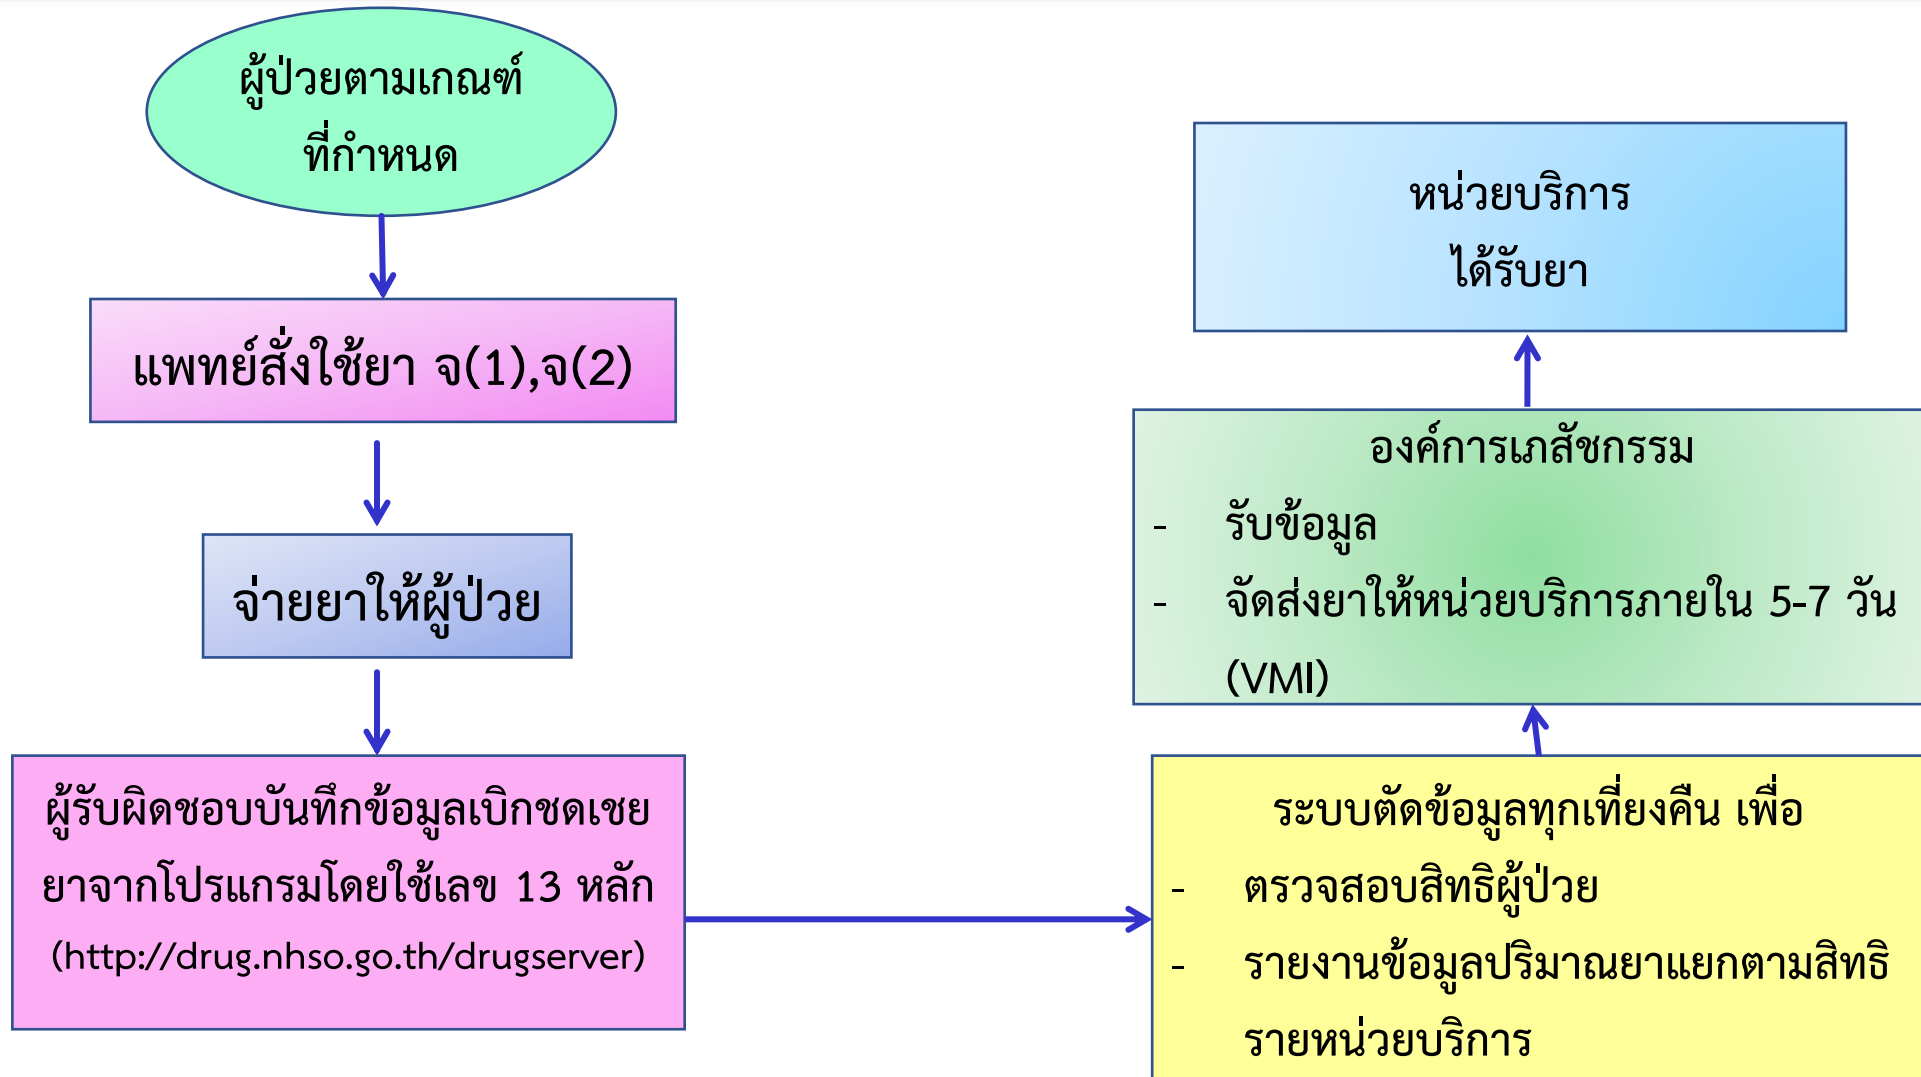 ผู้ป่วยตามเกณฑ์
ที่กำหนด
แพทย์สั่งใช้ยา จ(1),จ(2)
จ่ายยาให้ผู้ป่วย
ผู้รับผิดชอบบันทึกข้อมูลเบิกชดเชย
ยาจากโปรแกรมโดยใช้เลข 13 หลัก
(http://drug.nhso.go.th/drugserver)
ระบบตัดข้อมูลทุกเที่ยงคืน เพื่อ
- ตรวจสอบสิทธิผู้ป่วย
- รายงานข้อมูลปริมาณยาแยกตามสิทธิ
รายหน่วยบริการ
องค์การเภสัชกรรม
- รับข้อมูล
- จัดส่งยาให้หน่วยบริการภายใน 5-7 วัน
(VMI)
หน่วยบริการ
ได้รับยา